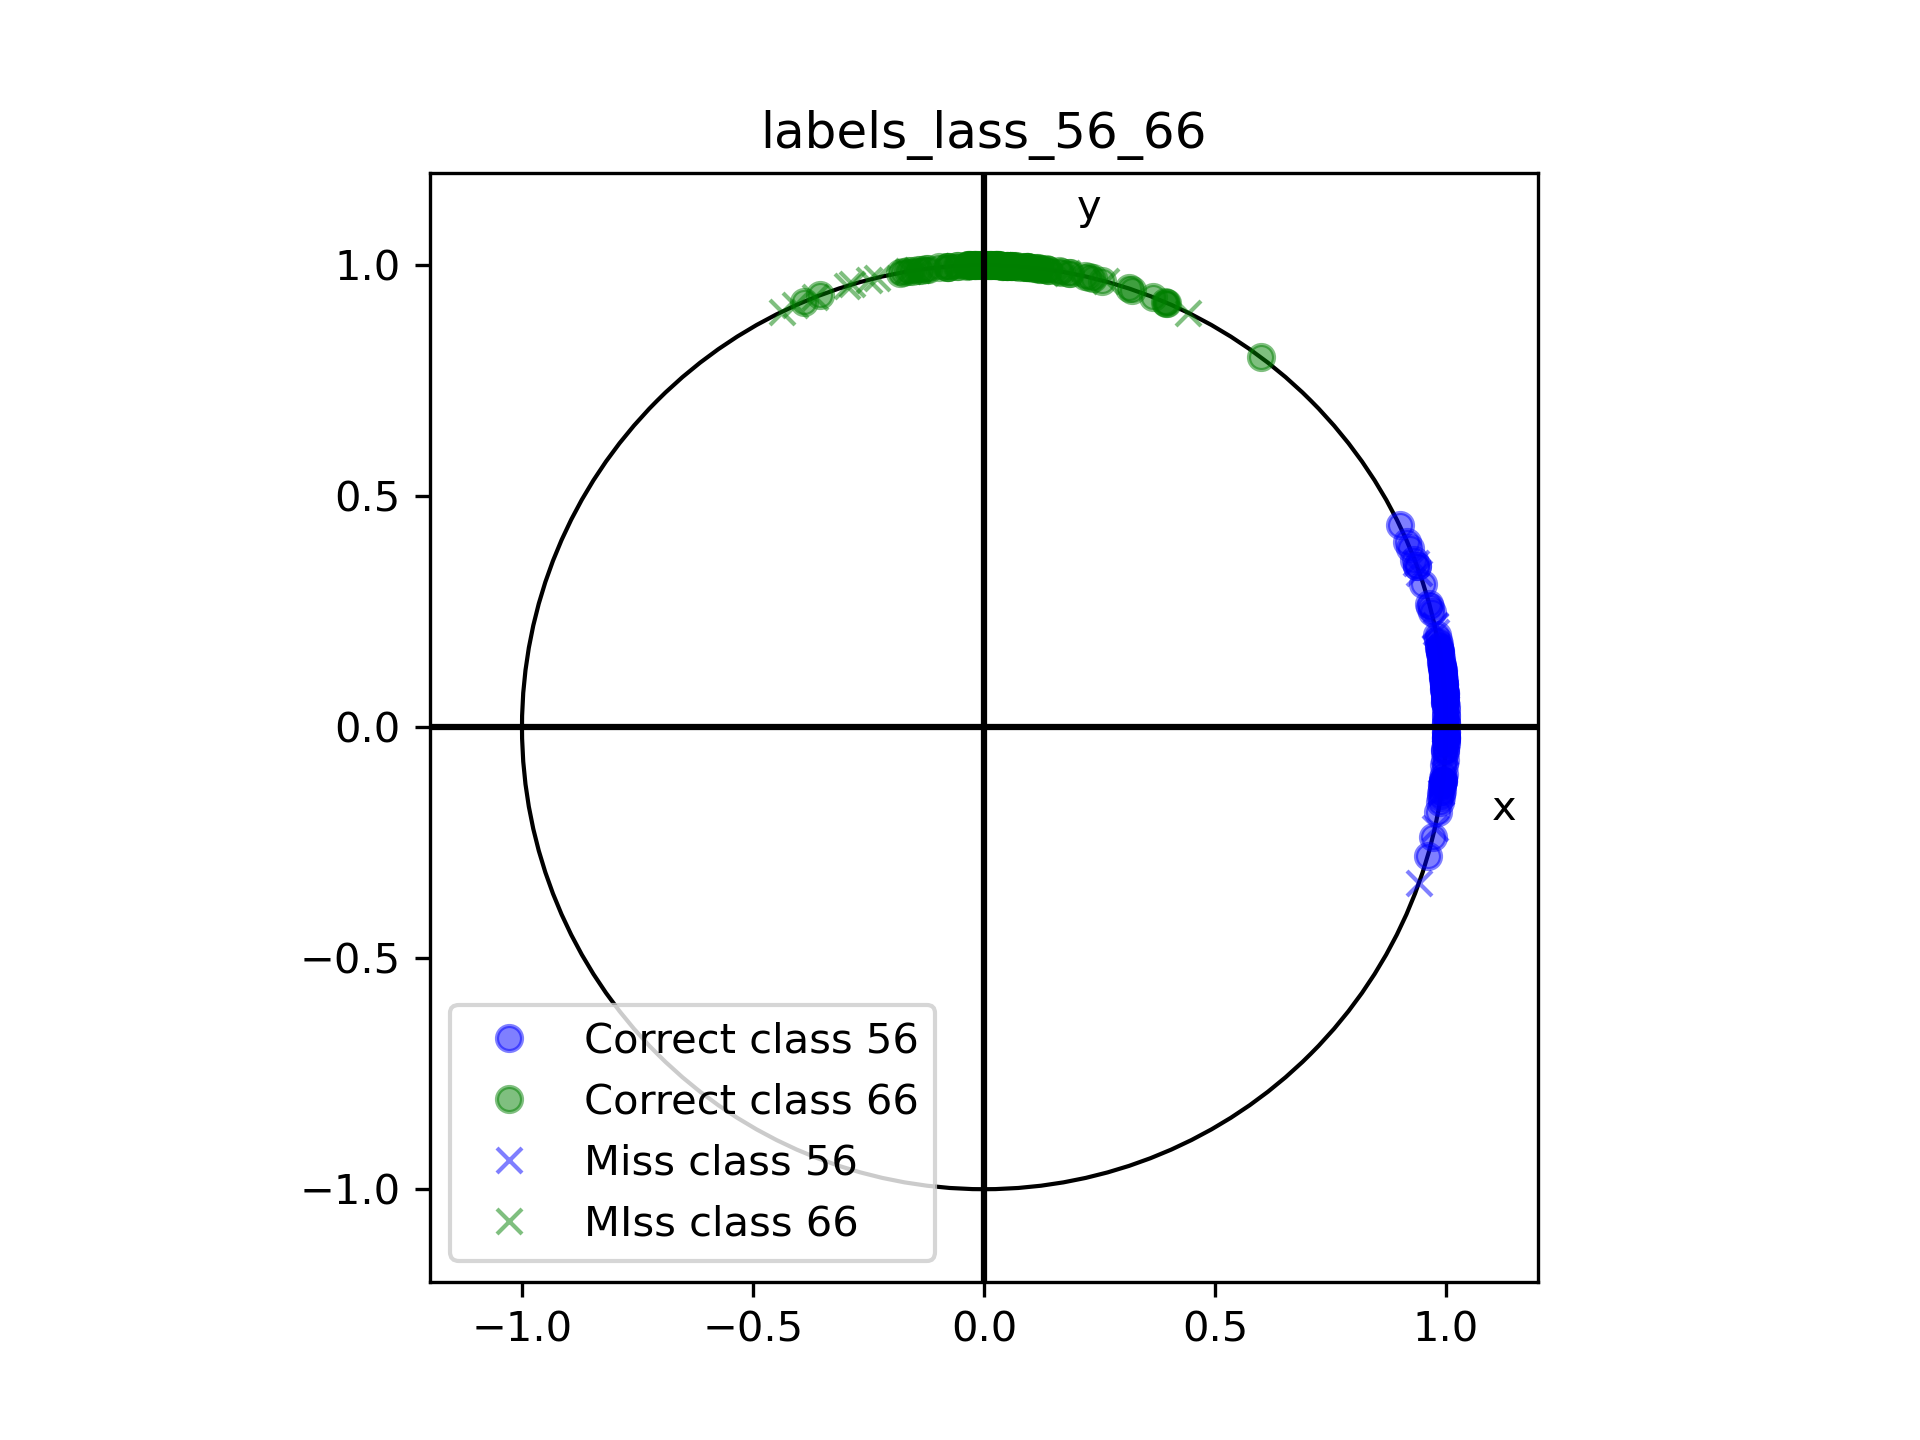 labels_lass_56_66
y
1.0
0.5
0.0
x
−0.5
−1.0
Correct class 56
Correct class 66
Miss class 56
MIss class 66
−1.0 −0.5 0.0 0.5 1.0